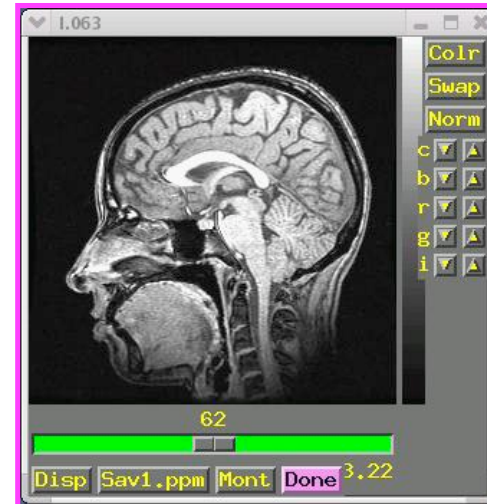 I.063
Colr
Swap
Norm
c
b
r
g
i
62
Disp Sav1.ppm Mont Done 3.22